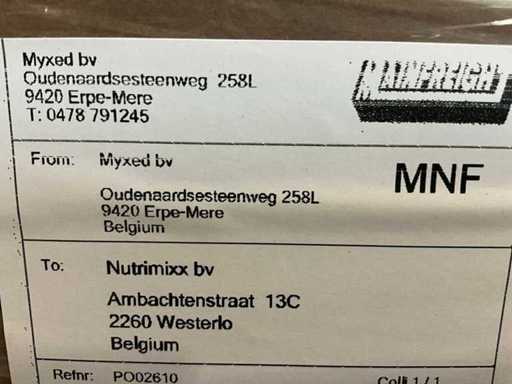 Myxed bv
Oudenaardsesteenweg 258L
9420 Erpe-Mere
T: 0478 791245
MAINFREIGHT
From: Myxed bv
MNF
Oudenaardsesteenweg 258L
9420 Erpe-Mere
Belgium
To: Nutrimixx bv
Ambachtenstraat 13C
2260 Westerlo
Belgium
Refnr: PO02610
Colli 1 / 1